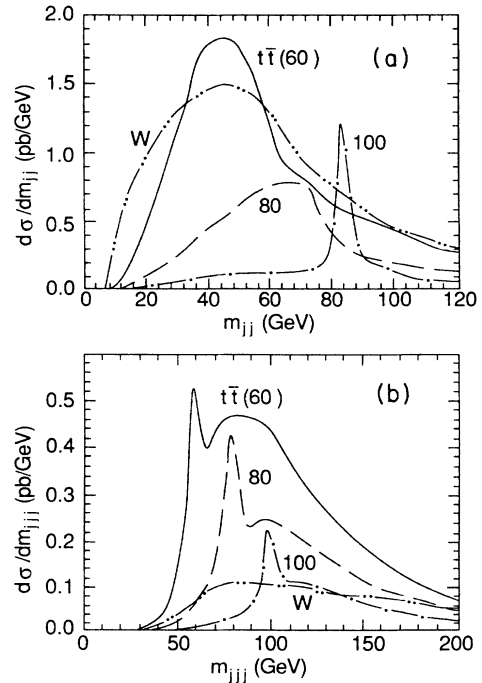 2.0
1.5
1.0
0.5
0.0
dσ/dm_jj (pb/GeV)
tt̄(60)
(a)
W
100
80
0 20 40 60 80 100 120
m_jj (GeV)
0.5
0.4
0.3
0.2
0.1
0.0
dσ/dm_jjj (pb/GeV)
tt̄(60)
(b)
80
100
W
0 50 100 150 200
m_jjj (GeV)